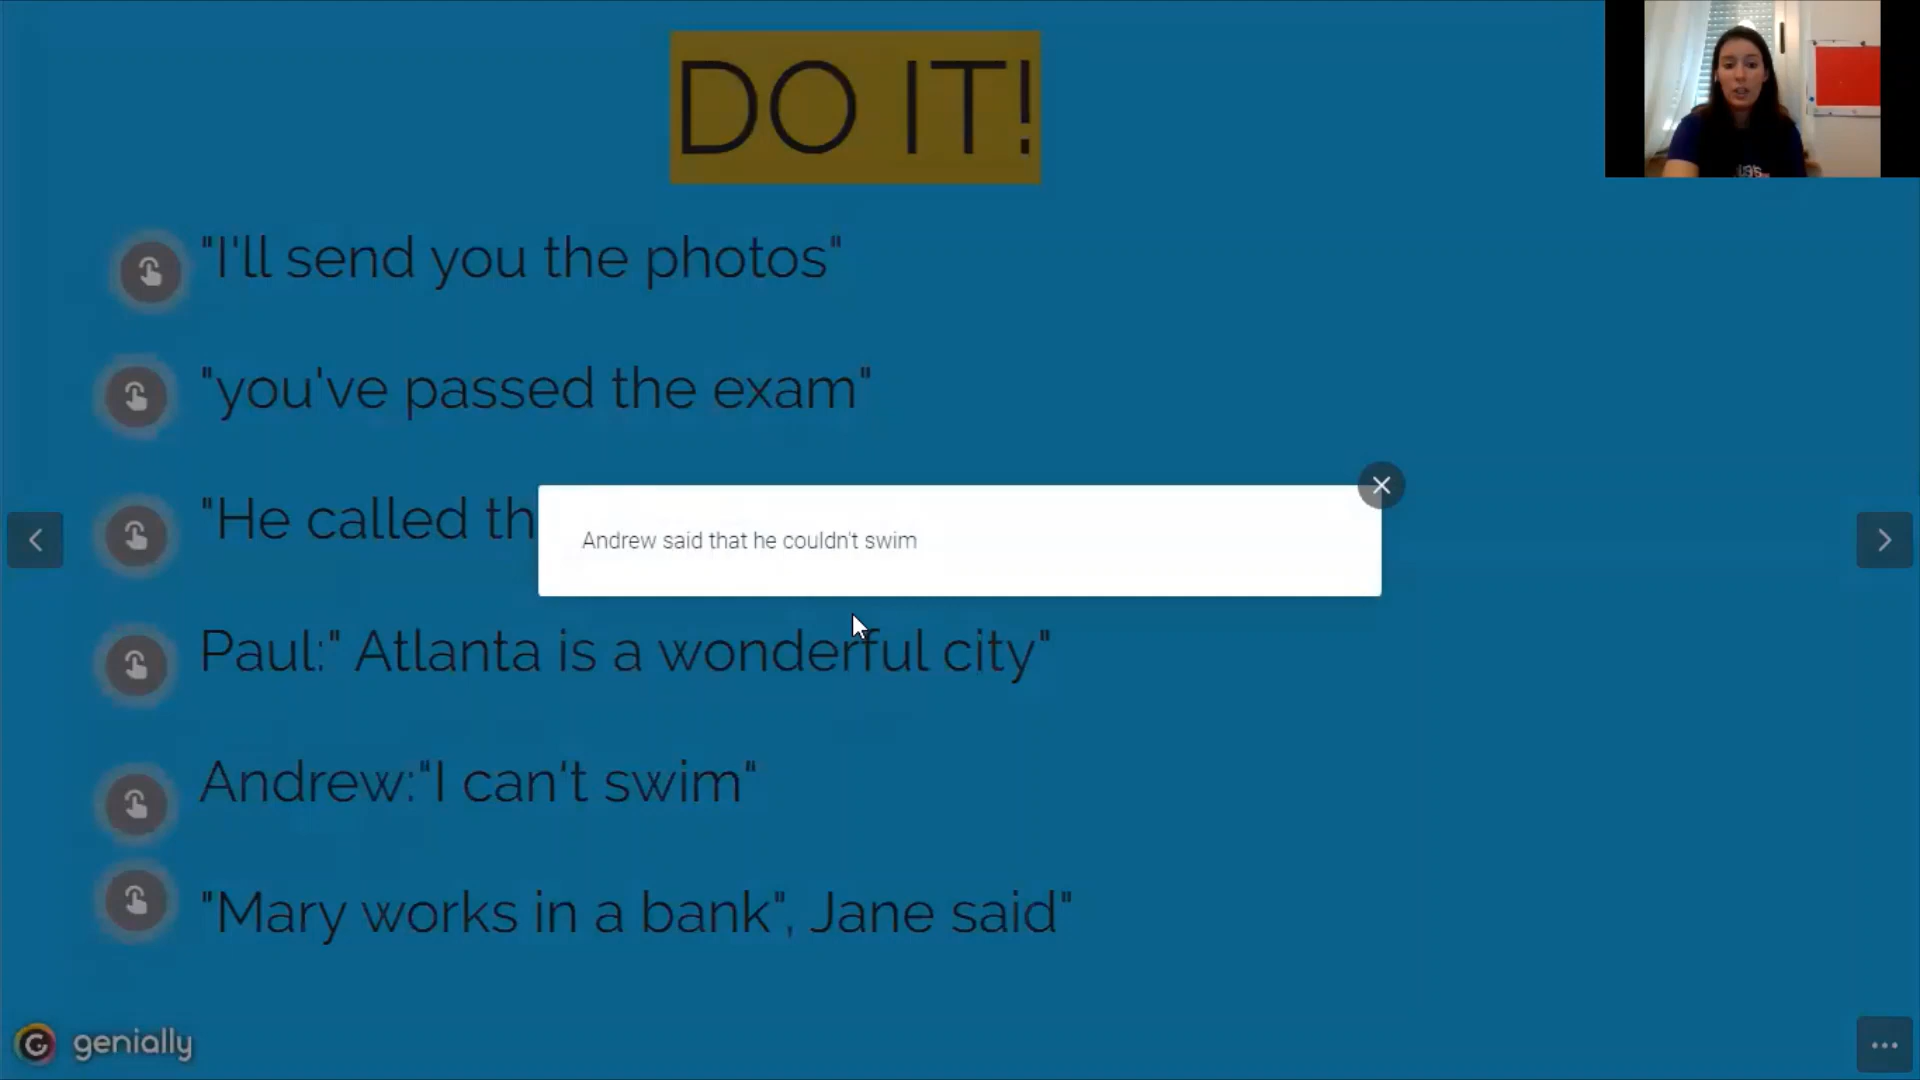 DO IT!
"I'll send you the photos"
"you've passed the exam"
"He called th
Andrew said that he couldn't swim
Paul:" Atlanta is a wonderful city"
Andrew:"I can't swim"
"Mary works in a bank", Jane said"
genially